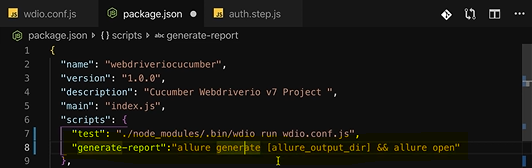 wdio.conf.js package.json auth.step.js
package.json > {} scripts > abc generate-report
1 {
2 "name": "webdriveriocucumber",
3 "version": "1.0.0",
4 "description": "Cucumber Webdriverio v7 Project ",
5 "main": "index.js",
6 "scripts": {
7 "test": "./node_modules/.bin/wdio run wdio.conf.js",
8 "generate-report":"allure generate [allure_output_dir] && allure open"
9 },